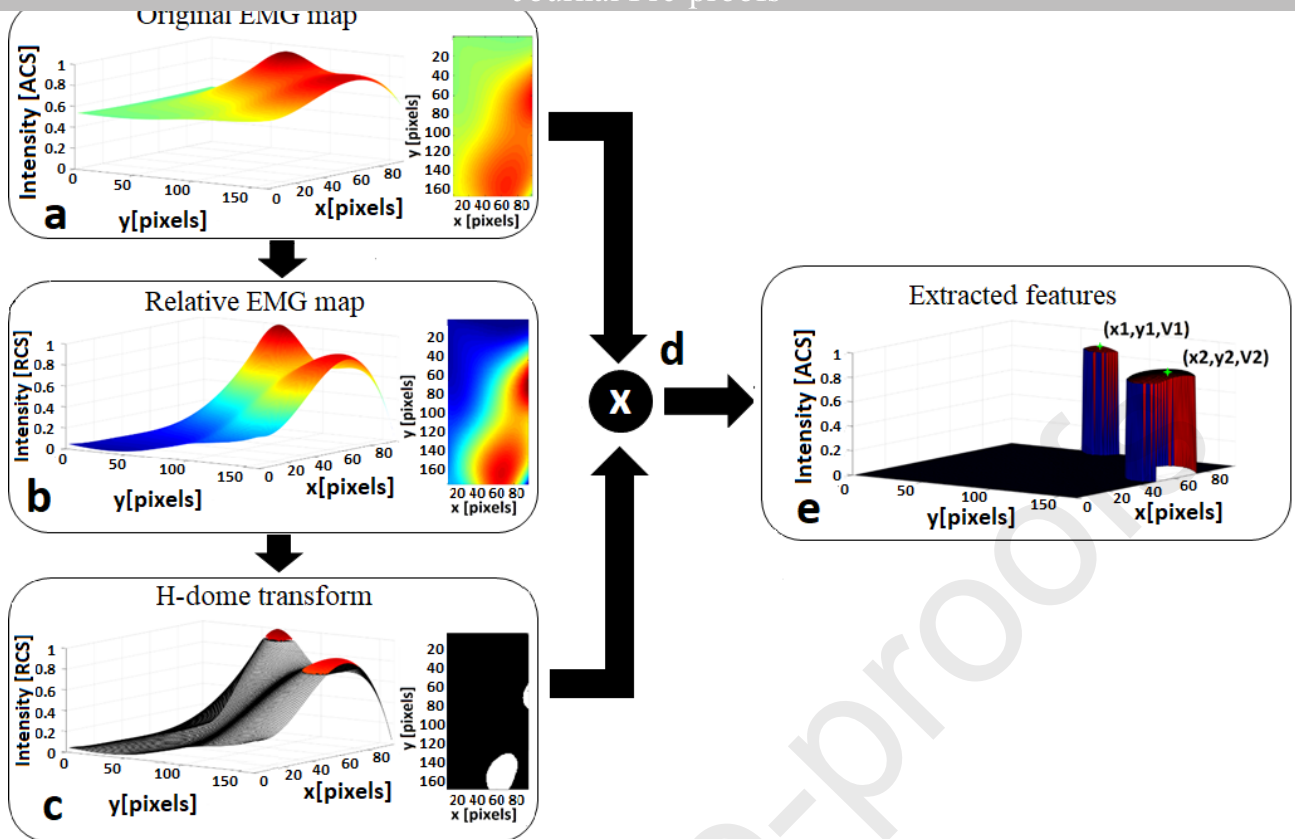 Journal Pre-proofs
Original EMG map
Intensity [ACS]
1
0.8
0.6
0.4
0.2
0
0
50
100
150
y[pixels]
0
20
40
60
80
x[pixels]
a
y [pixels]
20
40
60
80
100
120
140
160
20 40 60 80
x [pixels]
Relative EMG map
Intensity [RCS]
1
0.8
0.6
0.4
0.2
0
0
50
100
150
y[pixels]
0
20
40
60
80
x[pixels]
b
y [pixels]
20
40
60
80
100
120
140
160
20 40 60 80
x [pixels]
H-dome transform
Intensity [RCS]
1
0.8
0.6
0.4
0.2
0
0
50
100
150
y[pixels]
0
20
40
60
80
x[pixels]
c
y [pixels]
20
40
60
80
100
120
140
160
20 40 60 80
x [pixels]
d
X
Extracted features
(x1,y1,V1)
(x2,y2,V2)
Intensity [ACS]
1
0.8
0.6
0.4
0.2
0
0
50
100
150
y[pixels]
0
20
40
60
80
x[pixels]
e
e-proofs